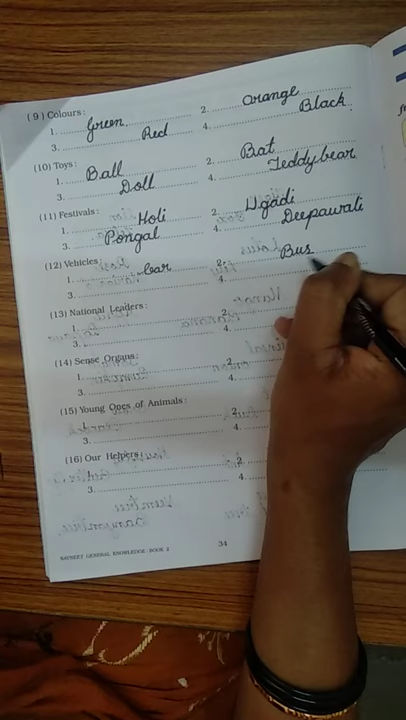 (9) Colours:
1. Green 2. Orange
3. Red 4. Black
(10) Toys:
1. Ball 2. Bat
3. Doll 4. Teddy bear
(11) Festivals:
1. Holi 2. Ugadi
3. Pongal 4. Deepawali
(12) Vehicles
1. Car 2. Bus
3. 4.
(13) National Leaders:
1. 2.
3. 4.
(14) Sense Organs:
1. 2.
3. 4.
(15) Young Ones of Animals:
1. 2.
3.
(16) Our Helpers:
1. 2.
3. 4.
NAVNEET GENERAL KNOWLEDGE BOOK 2 34